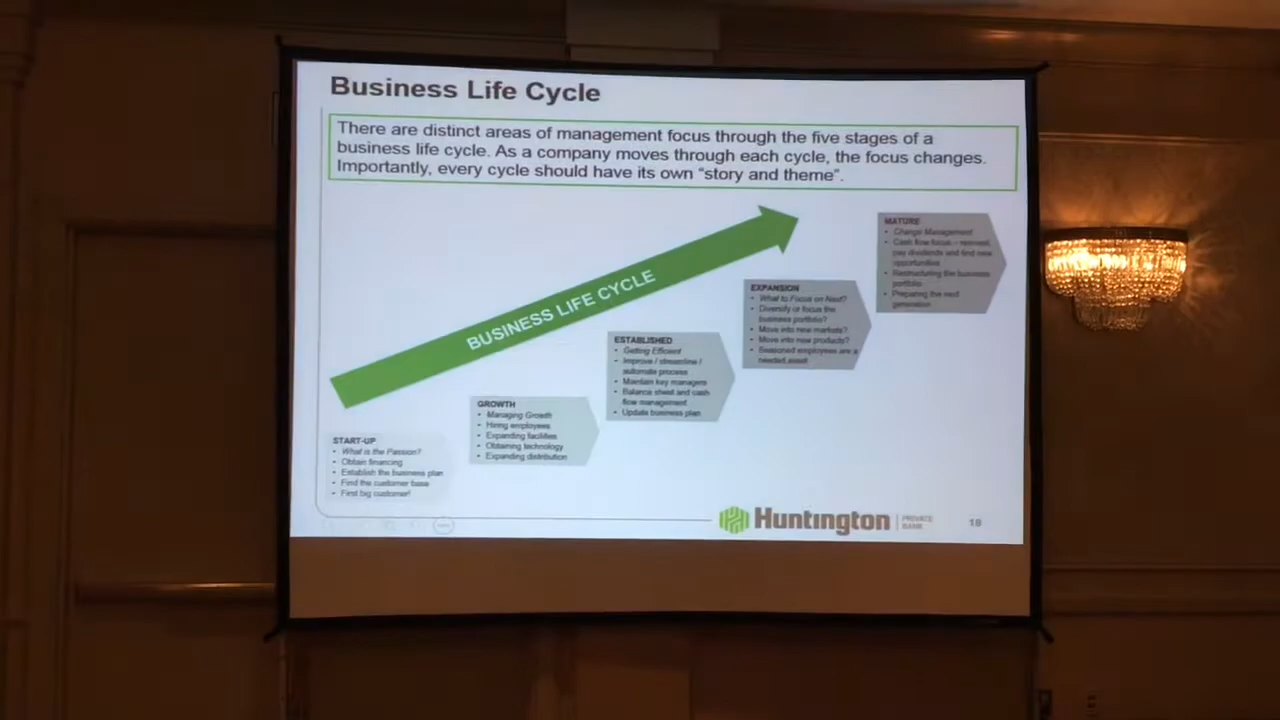 Business Life Cycle
There are distinct areas of management focus through the five stages of a
business life cycle. As a company moves through each cycle, the focus changes.
Importantly, every cycle should have its own “story and theme”.
BUSINESS LIFE CYCLE
START-UP
• What is the Passion?
• Obtain financing
• Establish the business plan
• Find the customer base
• First big customer!
GROWTH
• Managing Growth
• Hiring employees
• Expanding facilities
• Obtaining technology
• Expanding distribution
ESTABLISHED
• Getting Efficient
• Improve / streamline /
automate process
• Maintain key managers
• Balance sheet and cash
flow management
• Update business plan
EXPANSION
• What to Focus on Next?
• Diversify or focus the
business portfolio?
• Move into new markets?
• Move into new products?
• Seasoned employees are a
needed asset
MATURE
• Change Management
• Cash flow focus – reinvest,
pay dividends and find new
opportunities
• Restructuring the business
portfolio
• Preparing the next
generation
Huntington
PRIVATE
BANK
18